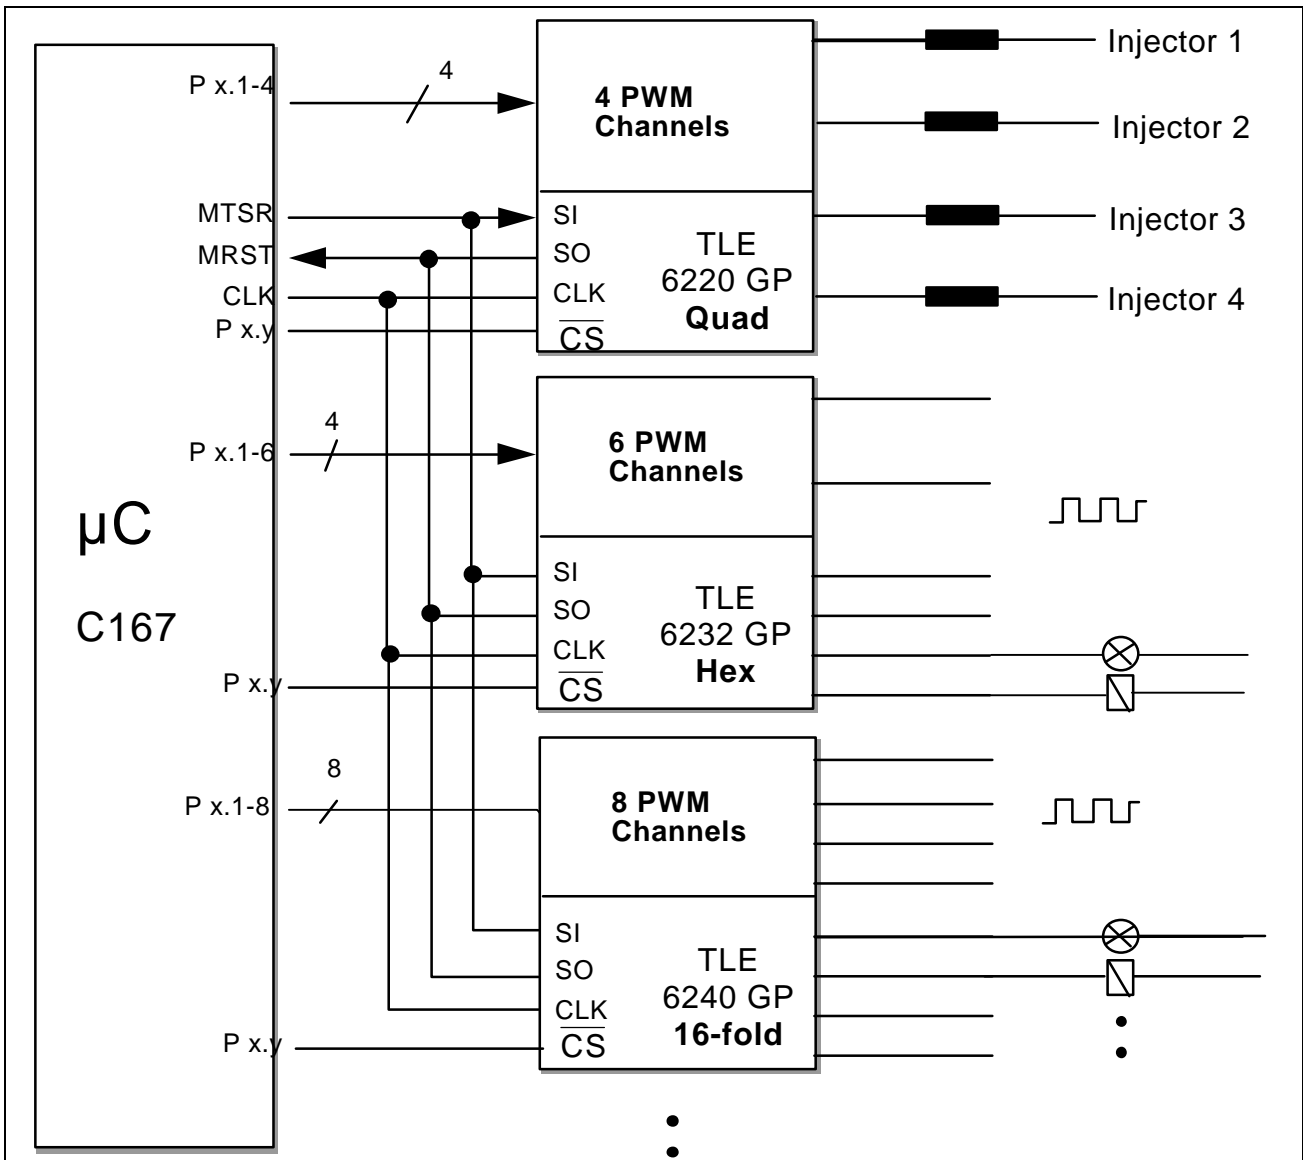 P x.1-4
4
4 PWM
Channels
Injector 1
Injector 2
MTSR
MRST
CLK
P x.y
SI
SO
CLK
CS
TLE
6220 GP
Quad
Injector 3
Injector 4
P x.1-6
4
6 PWM
Channels
µC
C167
SI
SO
CLK
CS
TLE
6232 GP
Hex
P x.y
P x.1-8
8
8 PWM
Channels
SI
SO
CLK
CS
TLE
6240 GP
16-fold
P x.y